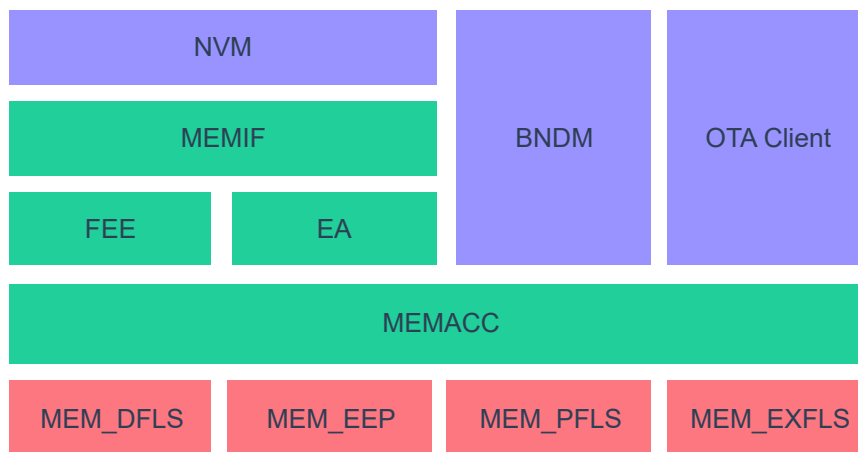 NVM
BNDM
OTA Client
MEMIF
FEE
EA
MEMACC
MEM_DFLS
MEM_EEP
MEM_PFLS
MEM_EXFLS